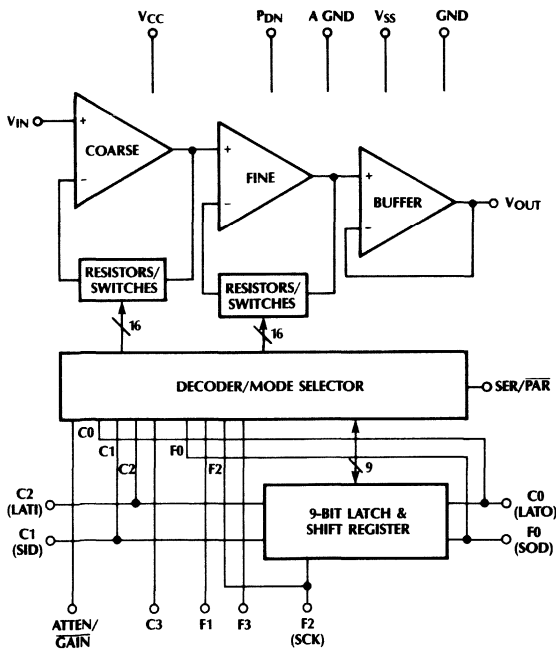 VCC PDN A GND VSS GND
VIN
+
COARSE
−
+
FINE
−
+
BUFFER
−
VOUT
RESISTORS/
SWITCHES
RESISTORS/
SWITCHES
16
16
DECODER/MODE SELECTOR
SER/PAR
C0
C1
C2
F0
F2
9
C2
(LATI)
C1
(SID)
9-BIT LATCH &
SHIFT REGISTER
C0
(LATO)
F0
(SOD)
ATTEN/
GAIN
C3
F1
F3
F2
(SCK)